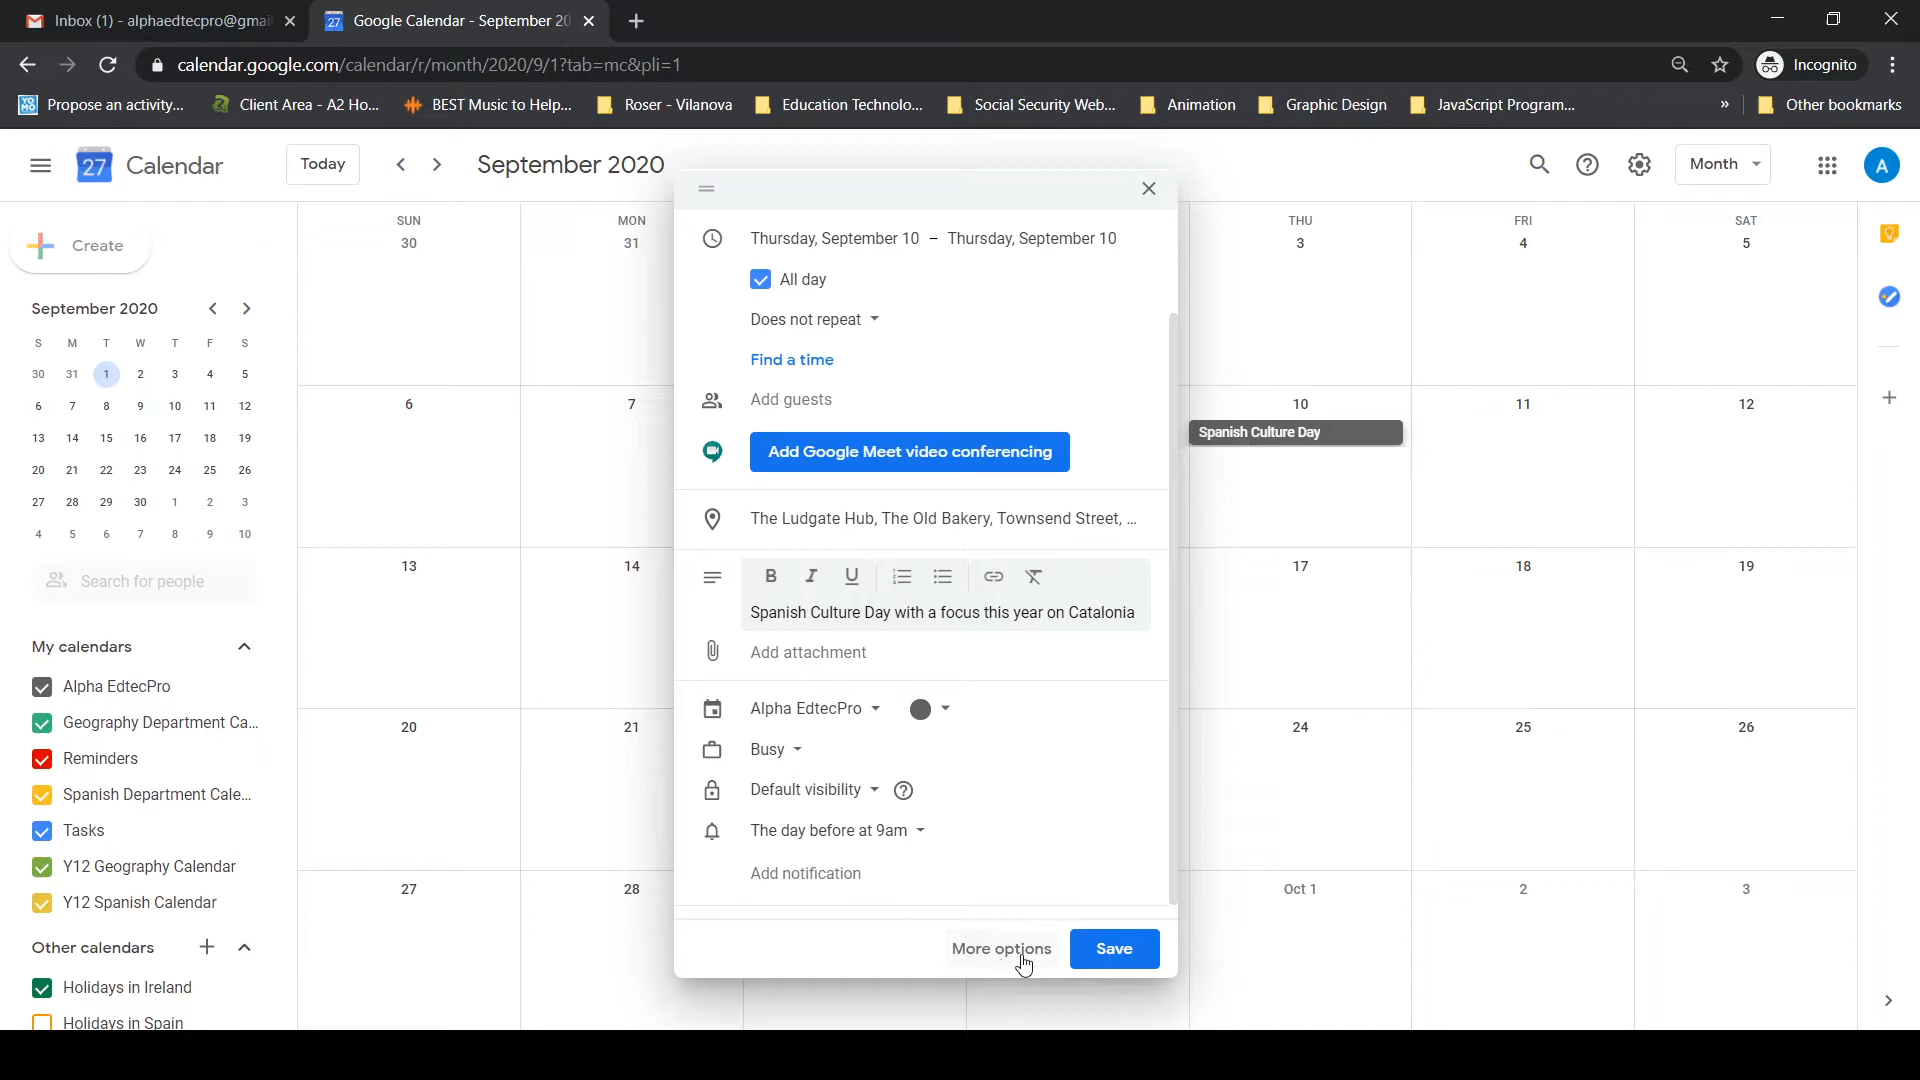 Inbox (1) - alphaedtecpro@gmai
Google Calendar - September 20
calendar.google.com/calendar/r/month/2020/9/1?tab=mc&pli=1
Incognito
Propose an activity...
Client Area - A2 Ho...
BEST Music to Help...
Roser - Vilanova
Education Technolo...
Social Security Web...
Animation
Graphic Design
JavaScript Program...
»
Other bookmarks
27
Calendar
Today
September 2020
Month
A
Create
September 2020
S M T W T F S
30 31 1 2 3 4 5
6 7 8 9 10 11 12
13 14 15 16 17 18 19
20 21 22 23 24 25 26
27 28 29 30 1 2 3
4 5 6 7 8 9 10
Search for people
My calendars
Alpha EdtecPro
Geography Department Ca...
Reminders
Spanish Department Cale...
Tasks
Y12 Geography Calendar
Y12 Spanish Calendar
Other calendars
Holidays in Ireland
Holidays in Spain
SUN MON THU FRI SAT
30 31 3 4 5
6 7 10 11 12
Spanish Culture Day
13 14 17 18 19
20 21 24 25 26
27 28 Oct 1 2 3
Thursday, September 10 – Thursday, September 10
All day
Does not repeat
Find a time
Add guests
Add Google Meet video conferencing
The Ludgate Hub, The Old Bakery, Townsend Street, ...
B I U
Spanish Culture Day with a focus this year on Catalonia
Add attachment
Alpha EdtecPro
Busy
Default visibility
The day before at 9am
Add notification
More options
Save